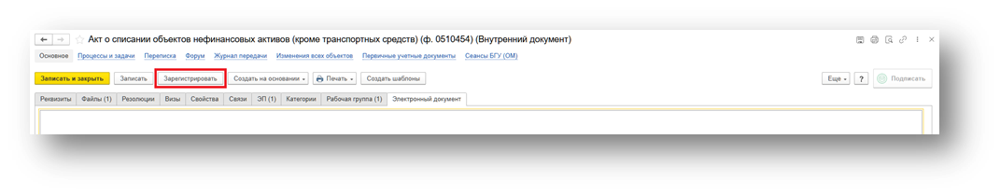 Акт о списании объектов нефинансовых активов (кроме транспортных средств) (ф. 0510454) (Внутренний документ)
Основное Процессы и задачи Переписка Форум Журнал передачи Изменения всех объектов Первичные учетные документы Сеансы БГУ (ОМ)
Записать и закрыть Записать Зарегистрировать Создать на основании Печать Создать шаблоны Еще ? Подписать
Реквизиты Файлы (1) Резолюции Визы Свойства Связи ЭП (1) Категории Рабочая группа (1) Электронный документ